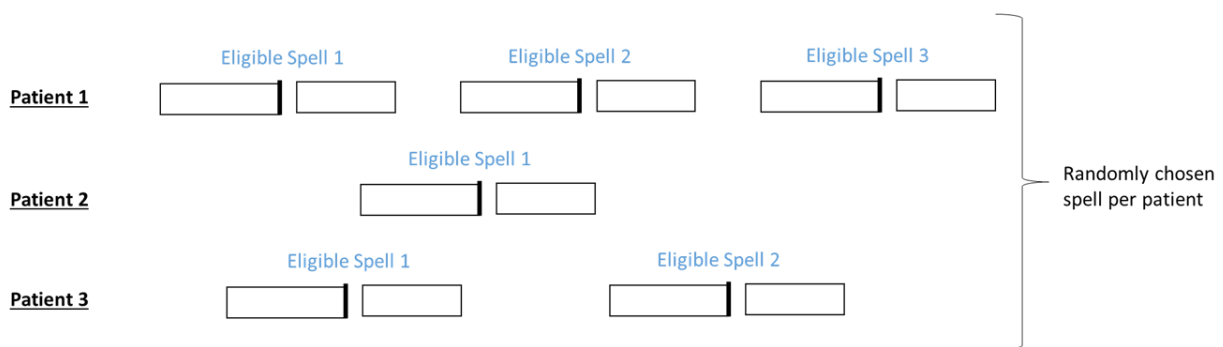 Eligible Spell 1
Eligible Spell 2
Eligible Spell 3
Patient 1
Eligible Spell 1
Patient 2
Randomly chosen
spell per patient
Eligible Spell 1
Eligible Spell 2
Patient 3